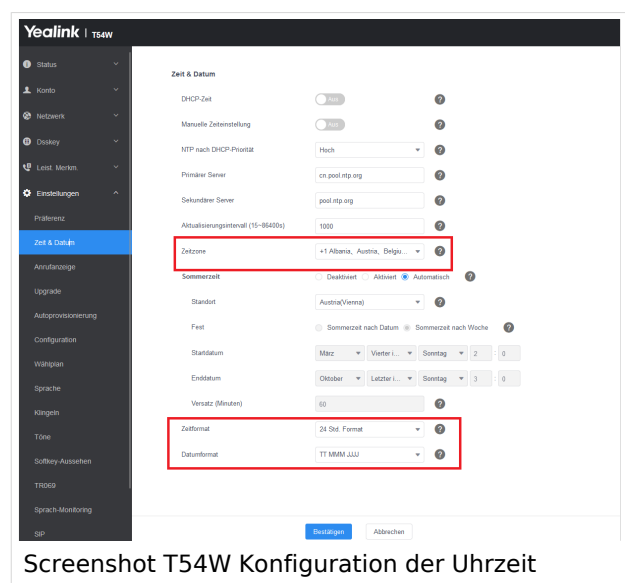 Yealink | T54W
Status
Konto
Netzwerk
Dsskey
Leist. Merkm.
Einstellungen
Präferenz
Zeit & Datum
Anrufanzeige
Upgrade
Autoprovisionierung
Configuration
Wählplan
Sprache
Klingeln
Töne
Softkey-Aussehen
TR069
Sprach-Monitoring
SIP
Zeit & Datum
DHCP-Zeit Aus ?
Manuelle Zeiteinstellung Aus ?
NTP nach DHCP-Priorität Hoch ?
Primärer Server cn.pool.ntp.org ?
Sekundärer Server pool.ntp.org ?
Aktualisierungsintervall (15~86400s) 1000 ?
Zeitzone +1 Albania, Austria, Belgiu... ?
Sommerzeit Deaktiviert Aktiviert Automatisch ?
Standort Austria(Vienna) ?
Fest Sommerzeit nach Datum Sommerzeit nach Woche ?
Startdatum März Vierter i... Sonntag 2 : 0
Enddatum Oktober Letzter i... Sonntag 3 : 0
Versatz (Minuten) 60 ?
Zeitformat 24 Std. Format ?
Datumformat TT MMM JJJJ ?
Bestätigen Abbrechen
Screenshot T54W Konfiguration der Uhrzeit